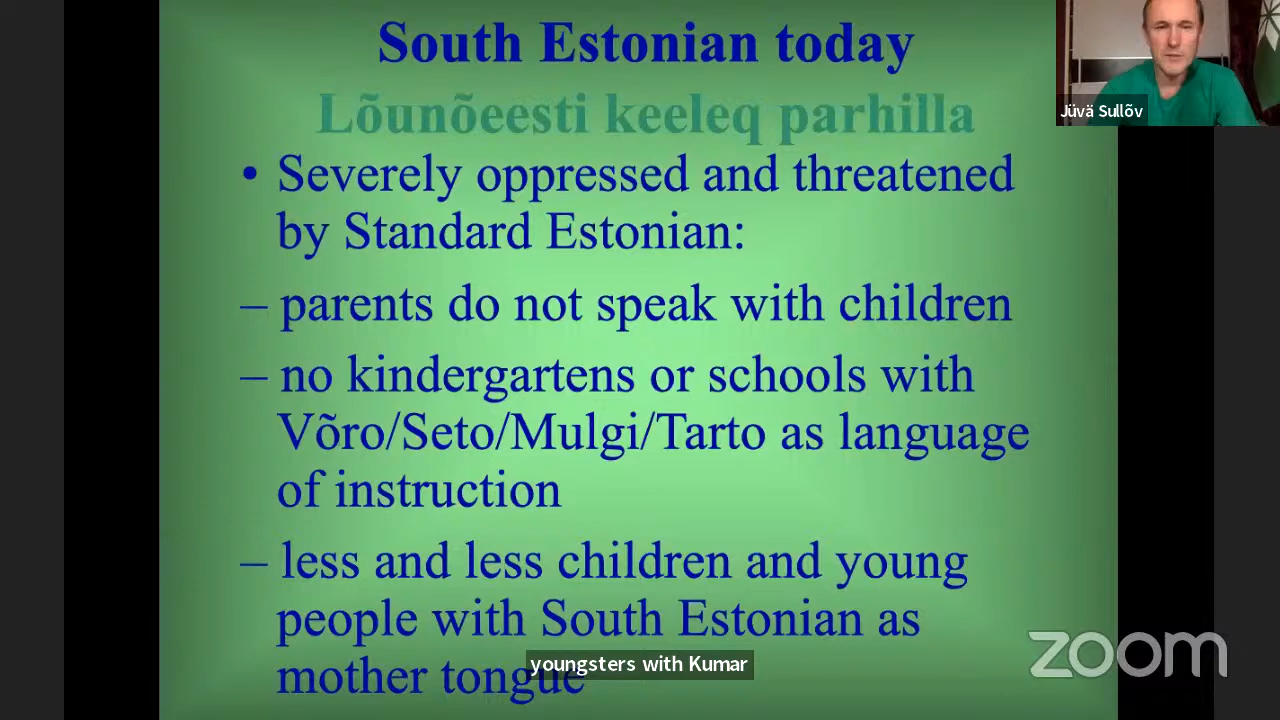 South Estonian today
Lõunõeesti keeleq parhilla
• Severely oppressed and threatened
by Standard Estonian:
– parents do not speak with children
– no kindergartens or schools with
Võro/Seto/Mulgi/Tarto as language
of instruction
– less and less children and young
people with South Estonian as
mother tongue
youngsters with Kumar
Jüvä Sullõv
zoom